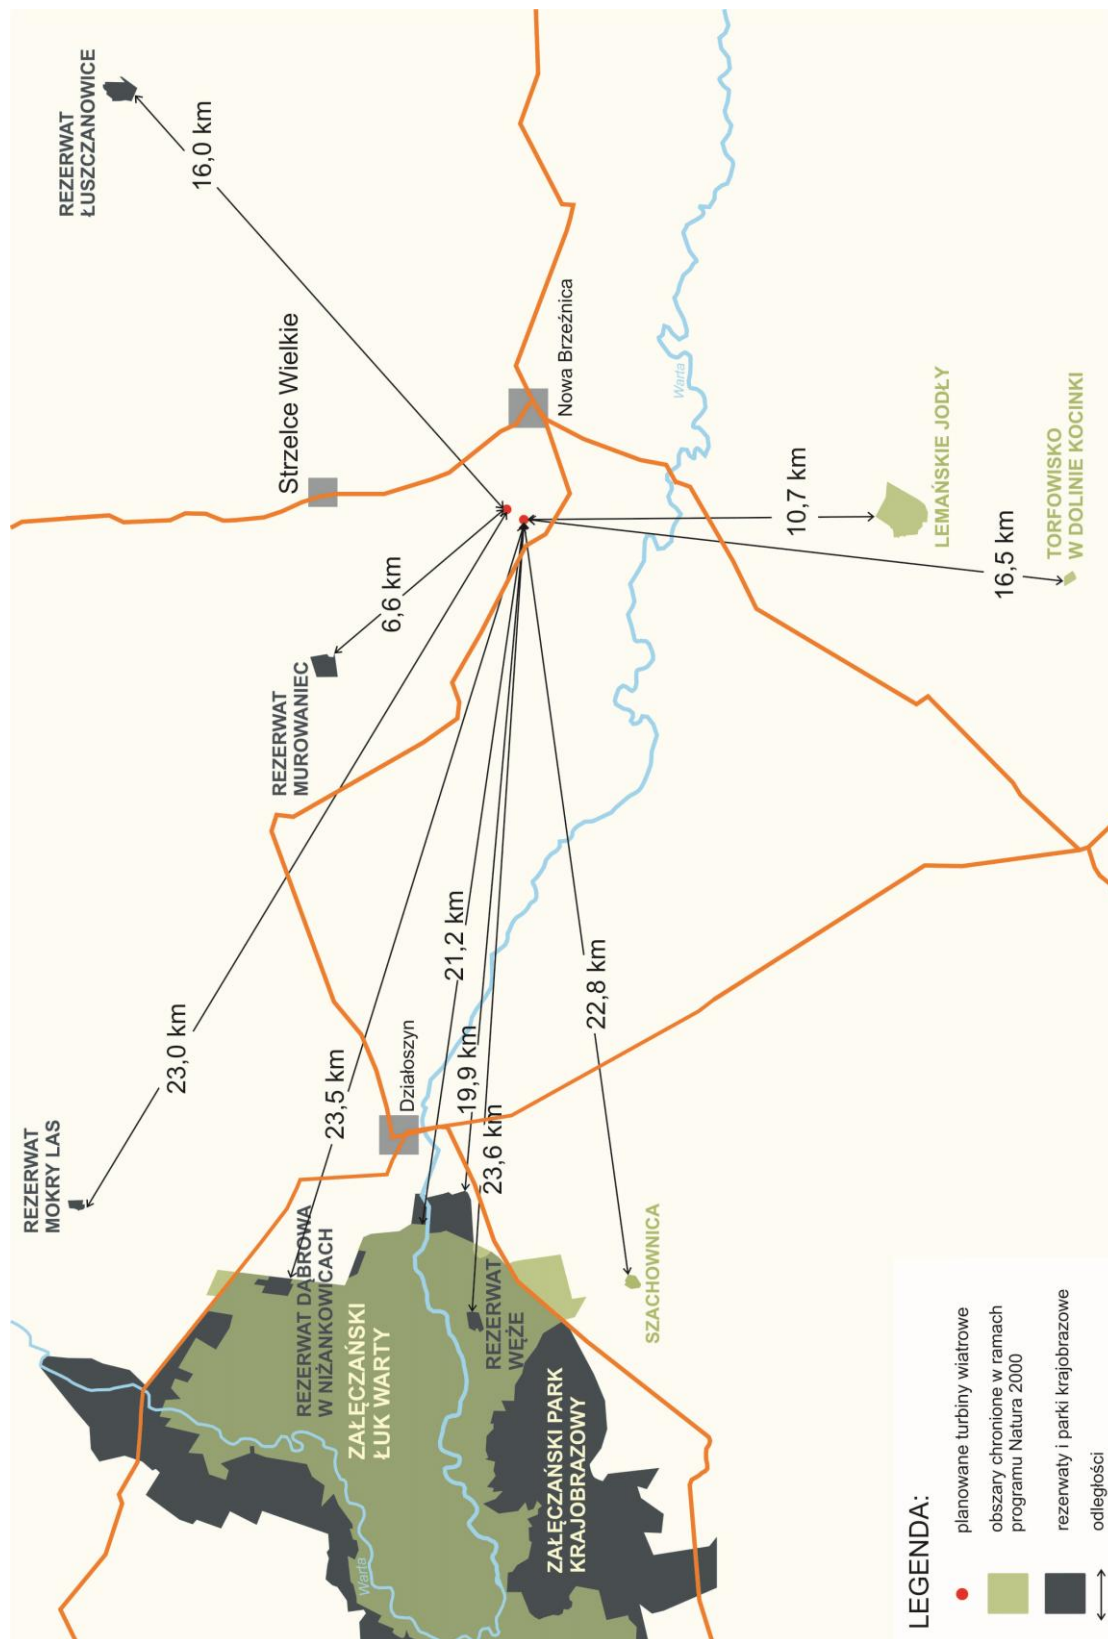 REZERWAT
ŁUSZCZANOWICE
16,0 km
Strzelce Wielkie
Nowa Brzeźnica
Warta
6,6 km
REZERWAT
MUROWANIEC
10,7 km
LEMAŃSKIE JODŁY
16,5 km
TORFOWISKO
W DOLINIE KOCINKI
23,0 km
REZERWAT
MOKRY LAS
23,5 km
21,2 km
19,9 km
23,6 km
22,8 km
Działoszyn
REZERWAT DĄBROWA
W NIŻANKOWICACH
ZAŁĘCZAŃSKI
ŁUK WARTY
REZERWAT
WĘŻE
SZACHOWNICA
ZAŁĘCZAŃSKI PARK
KRAJOBRAZOWY
Warta
LEGENDA:
planowane turbiny wiatrowe
obszary chronione w ramach
programu Natura 2000
rezerwaty i parki krajobrazowe
odległości